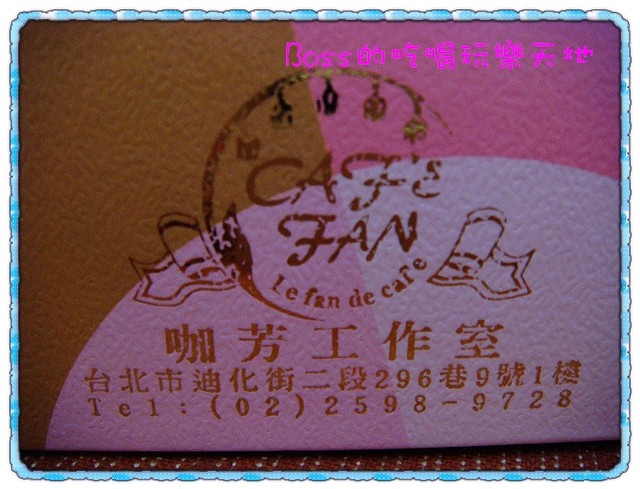 Boss的吃喝玩樂天地
CAF'S
FAN
Le fan de cafe
咖芳工作室
台北市迪化街二段296巷9號1樓
Tel:(02)2598-9728